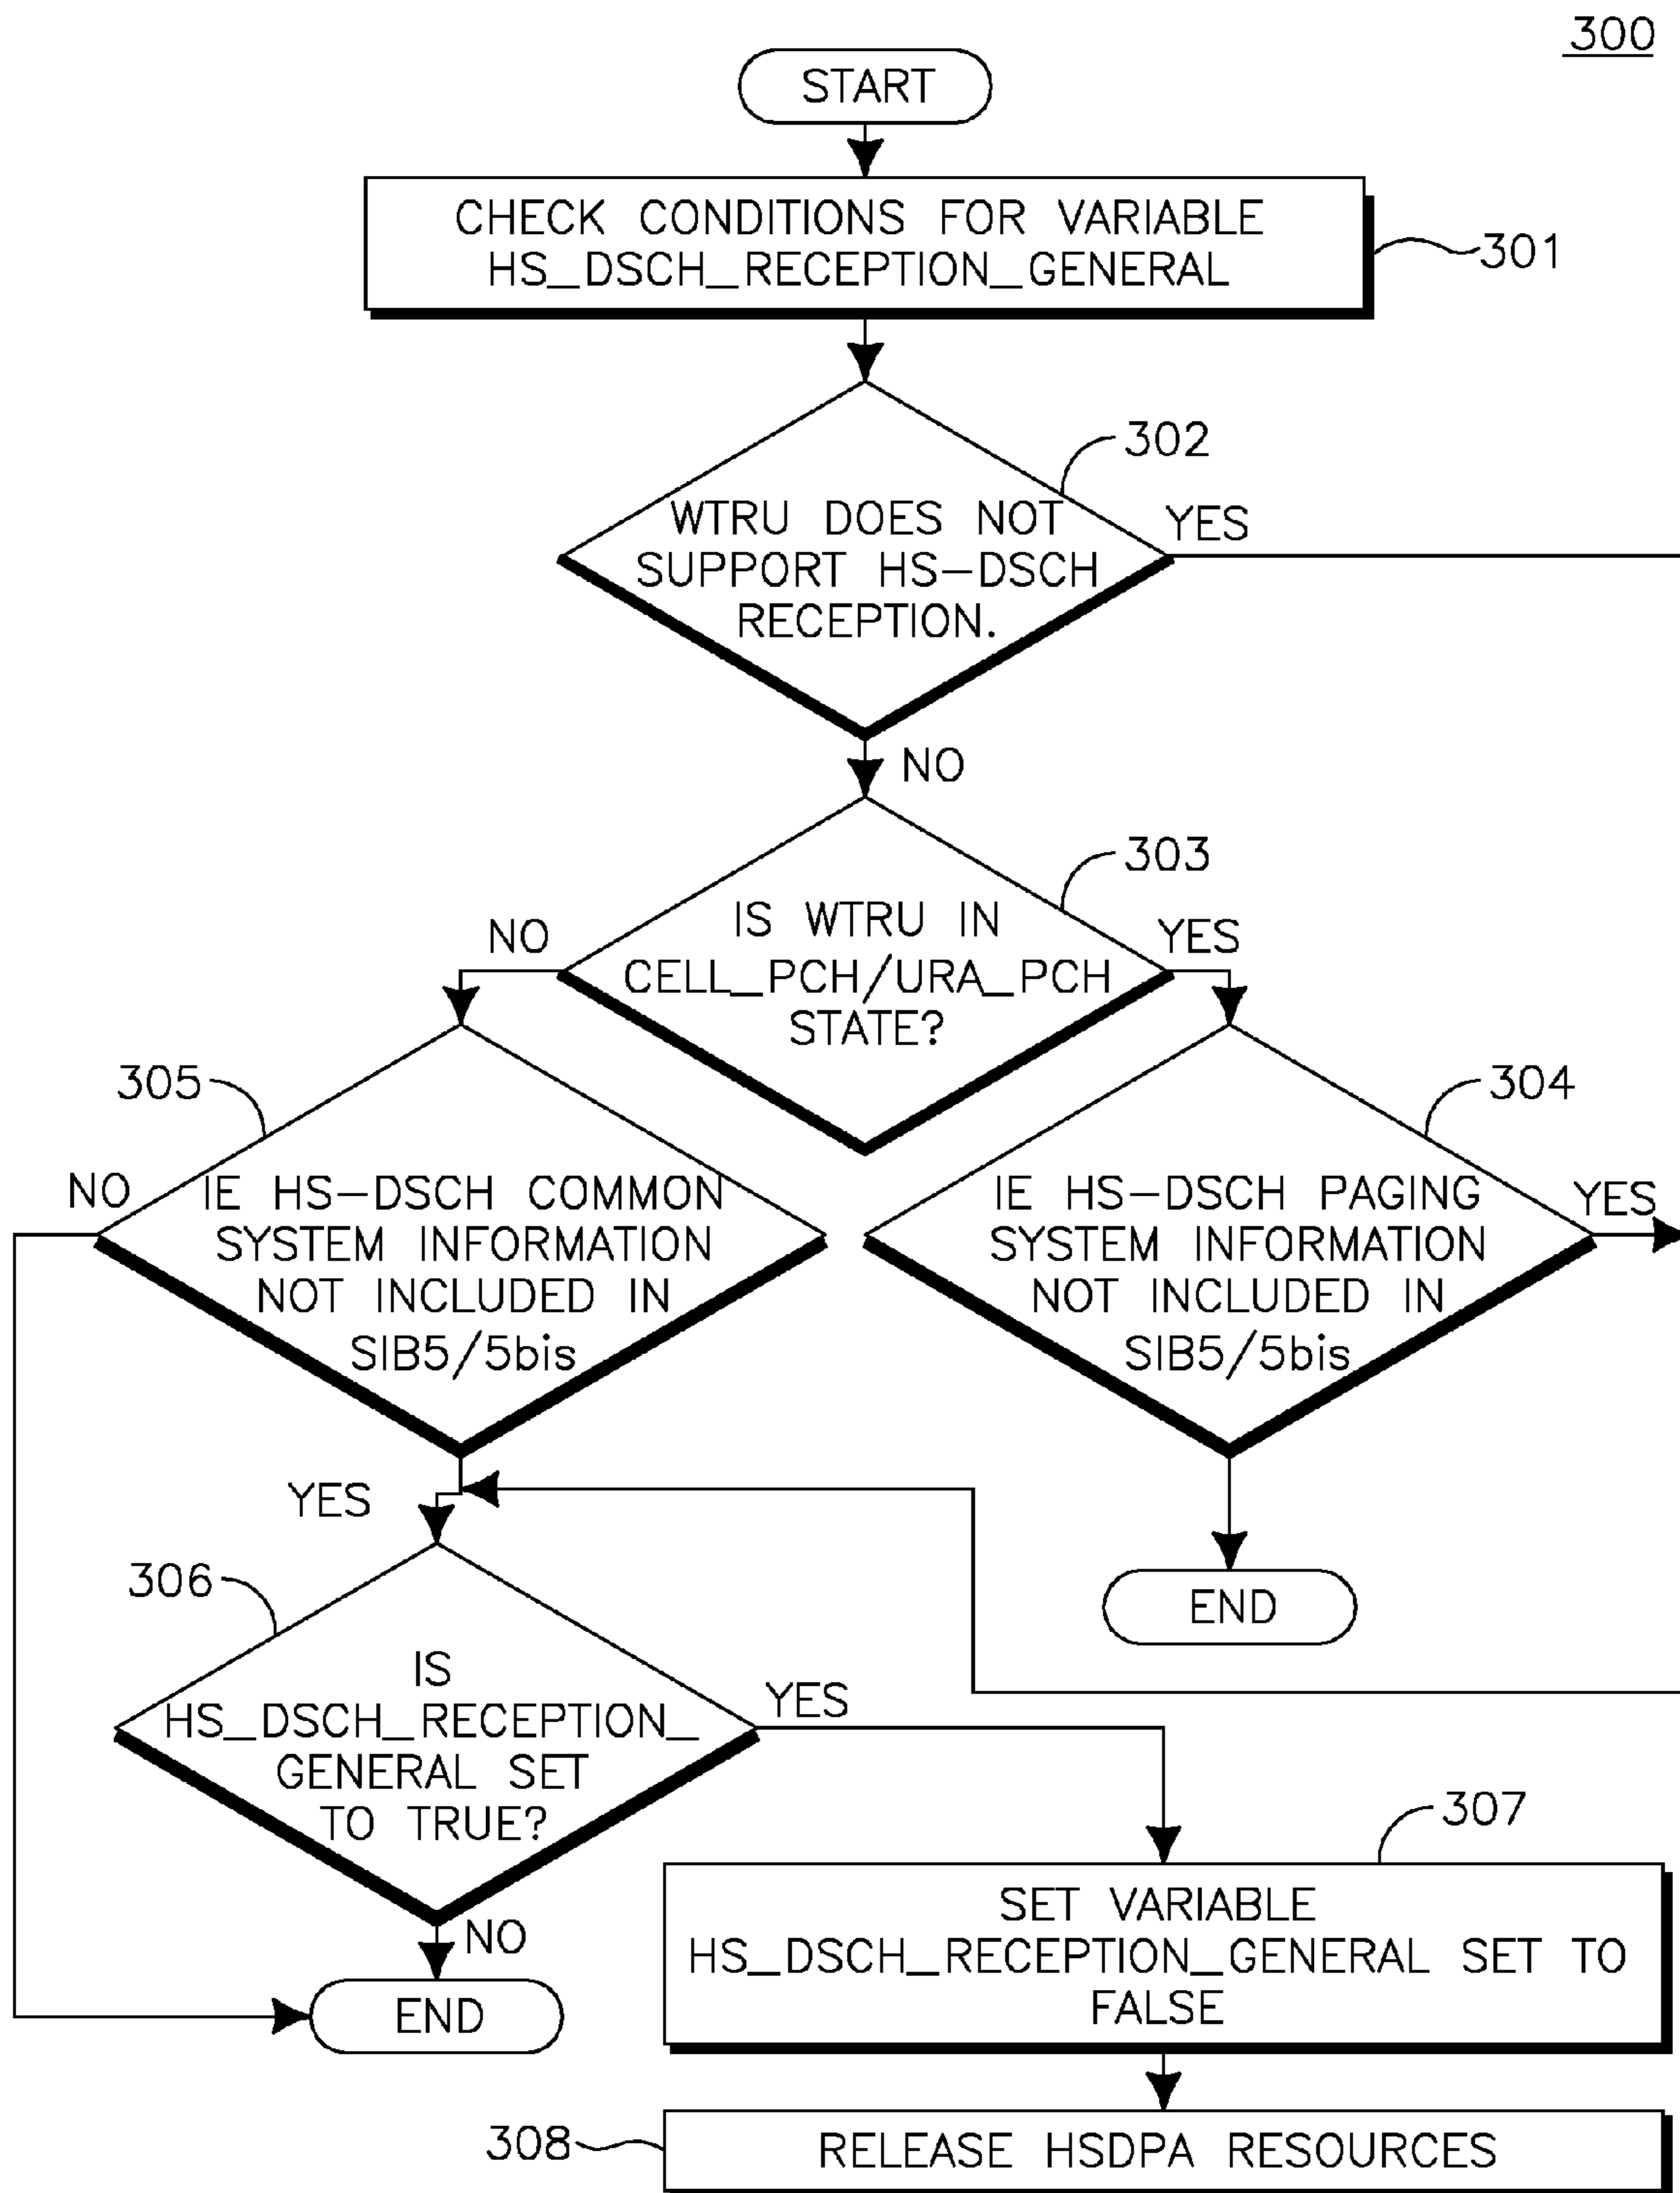 300
START
CHECK CONDITIONS FOR VARIABLE
HS_DSCH_RECEPTION_GENERAL
301
302
WTRU DOES NOT
SUPPORT HS-DSCH
RECEPTION.
YES
NO
303
IS WTRU IN
CELL_PCH/URA_PCH
STATE?
NO
YES
305
NO
IE HS-DSCH COMMON
SYSTEM INFORMATION
NOT INCLUDED IN
SIB5/5bis
304
IE HS-DSCH PAGING
SYSTEM INFORMATION
NOT INCLUDED IN
SIB5/5bis
YES
YES
END
306
IS
HS_DSCH_RECEPTION_
GENERAL SET
TO TRUE?
YES
NO
END
307
SET VARIABLE
HS_DSCH_RECEPTION_GENERAL SET TO
FALSE
308
RELEASE HSDPA RESOURCES